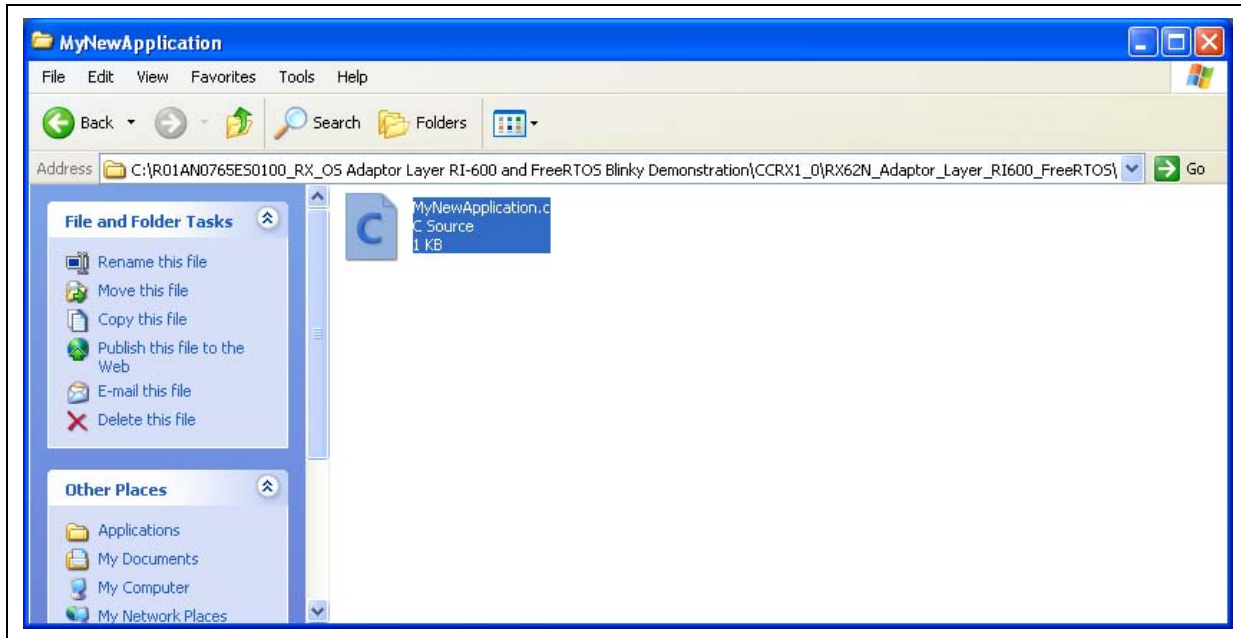 MyNewApplication
File Edit View Favorites Tools Help
Back Search Folders
Address C:\R01AN0765ES0100_RX_OS Adaptor Layer RI-600 and FreeRTOS Blinky Demonstration\CCRX1_0\RX62N_Adaptor_Layer_RI600_FreeRTOS\ Go
File and Folder Tasks
Rename this file
Move this file
Copy this file
Publish this file to the
Web
E-mail this file
Delete this file
Other Places
Applications
My Documents
My Computer
My Network Places
C
MyNewApplication.c
C Source
1 KB